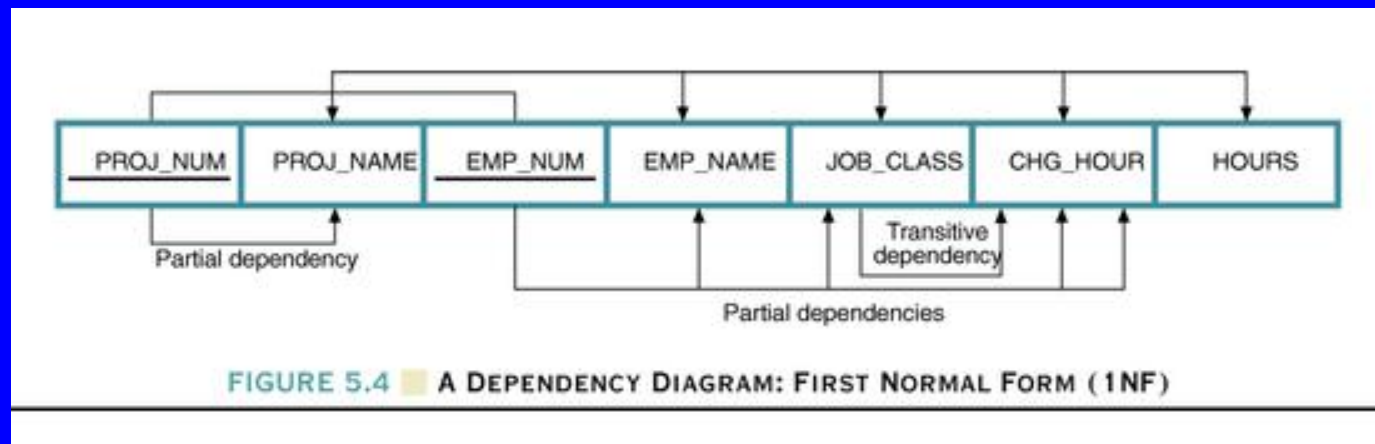 PROJ_NUM PROJ_NAME EMP_NUM EMP_NAME JOB_CLASS CHG_HOUR HOURS
Partial dependency
Transitive
dependency
Partial dependencies
FIGURE 5.4 A DEPENDENCY DIAGRAM: FIRST NORMAL FORM (1NF)